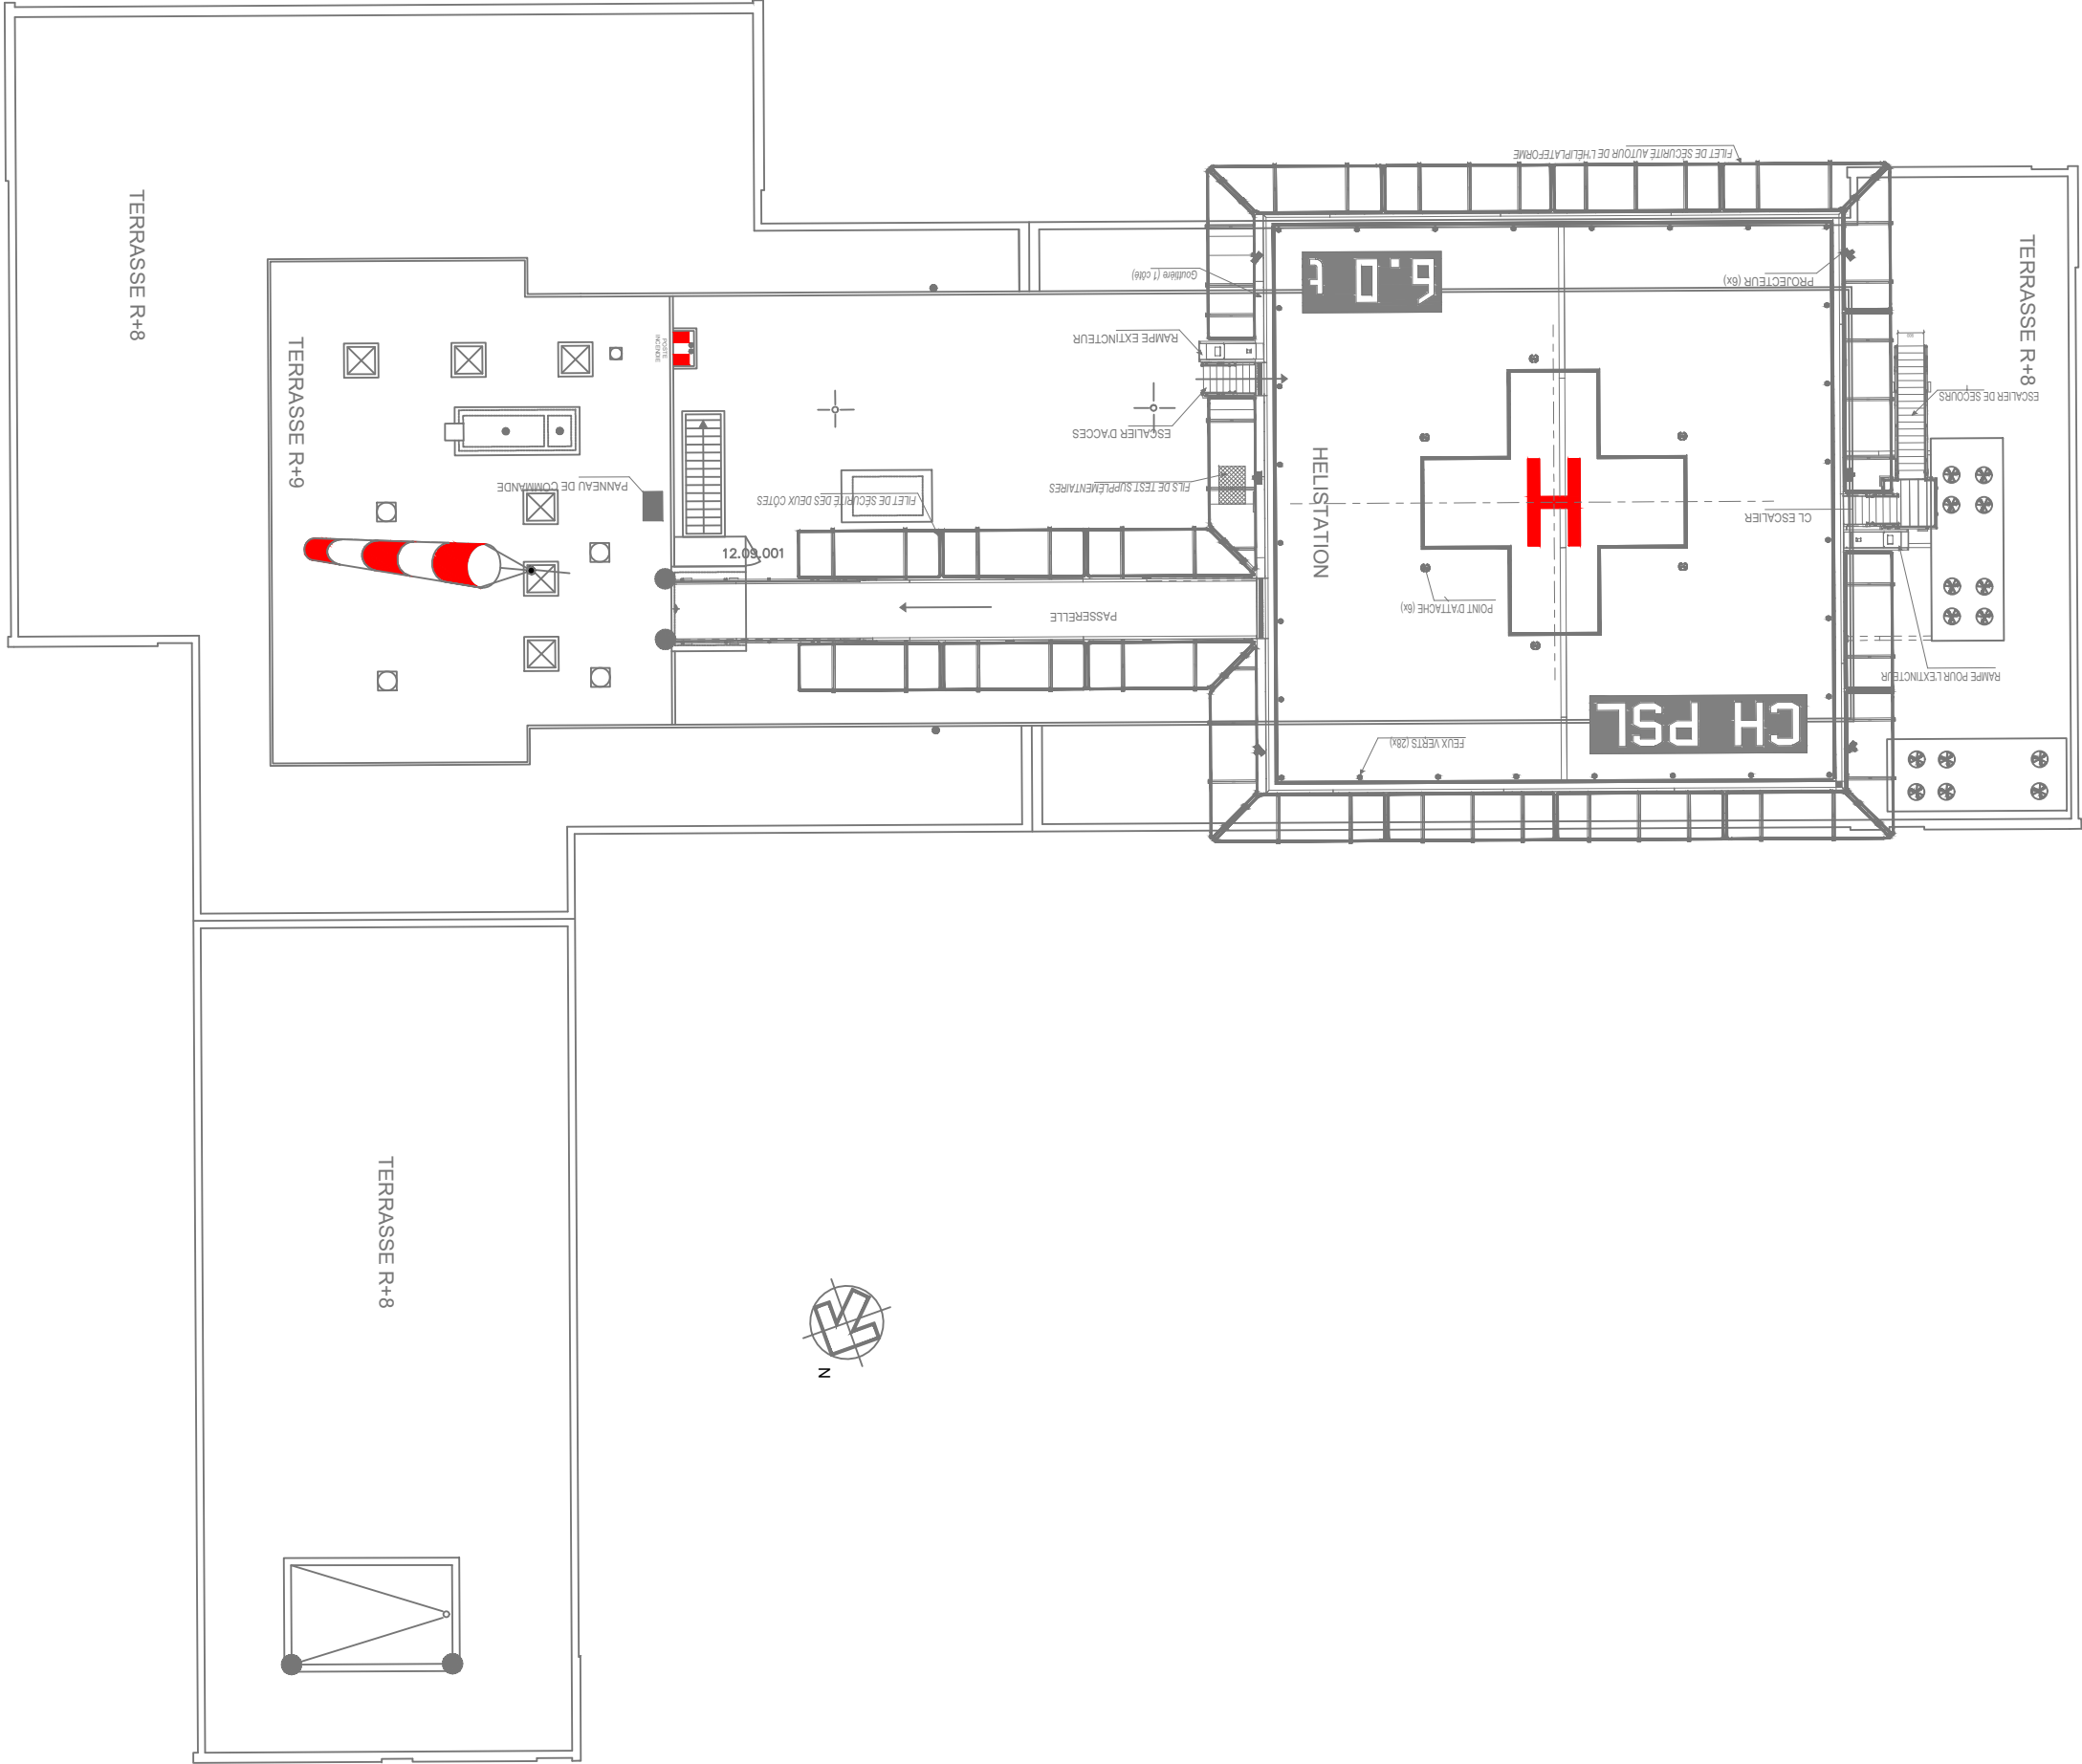 FILET DE SÉCURITÉ AUTOUR DE L'HÉLIPLATEFORME
TERRASSE R+8
TERRASSE R+8
Gouttière (1 côté)
6.0 t
PROJECTEUR (6x)
TERRASSE R+9
POSTE
INCENDIE
RAMPE EXTINCTEUR
ESCALIER DE SECOURS
ESCALIER D'ACCES
PANNEAU DE COMMANDE
FILET DE SÉCURITÉ DES DEUX CÔTÉS
FILS DE TEST SUPPLÉMENTAIRES
HELISTATION
H
CL ESCALIER
12.09.001
PASSERELLE
POINT D'ATTACHE (6x)
RAMPE POUR L'EXTINCTEUR
CH PSL
FEUX VERTS (28x)
TERRASSE R+8
N